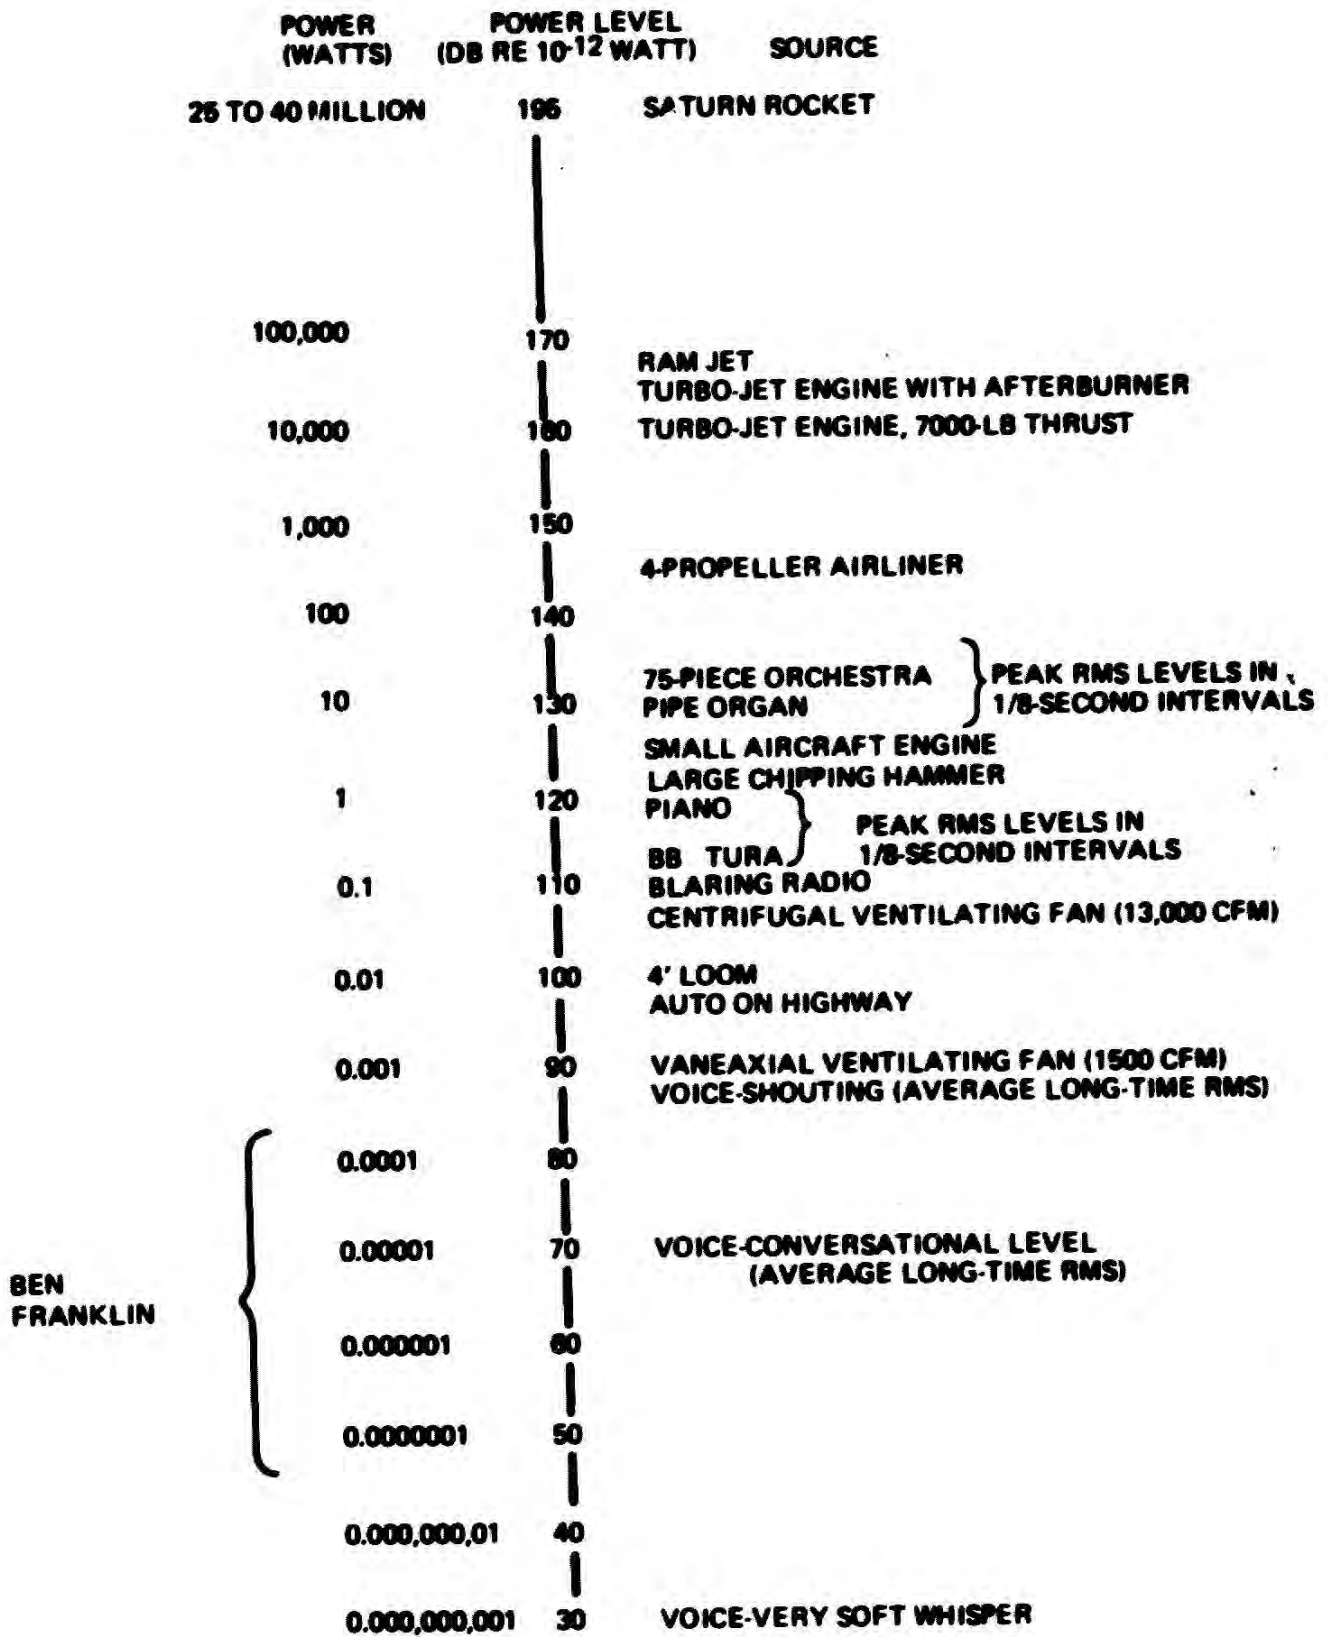 POWER (WATTS)
POWER LEVEL (DB RE 10-12 WATT)
SOURCE
25 TO 40 MILLION 195 SATURN ROCKET
100,000 170
RAM JET
TURBO-JET ENGINE WITH AFTERBURNER
10,000 160 TURBO-JET ENGINE, 7000-LB THRUST
1,000 150
4-PROPELLER AIRLINER
100 140
75-PIECE ORCHESTRA
10 130 PIPE ORGAN
PEAK RMS LEVELS IN
1/8-SECOND INTERVALS
SMALL AIRCRAFT ENGINE
LARGE CHIPPING HAMMER
1 120 PIANO
BB TURA
PEAK RMS LEVELS IN
1/8-SECOND INTERVALS
0.1 110 BLARING RADIO
CENTRIFUGAL VENTILATING FAN (13,000 CFM)
0.01 100 4' LOOM
AUTO ON HIGHWAY
0.001 90 VANEAXIAL VENTILATING FAN (1500 CFM)
VOICE-SHOUTING (AVERAGE LONG-TIME RMS)
0.0001 80
0.00001 70 VOICE-CONVERSATIONAL LEVEL
(AVERAGE LONG-TIME RMS)
BEN
FRANKLIN
0.000001 60
0.0000001 50
0.000,000,01 40
0.000,000,001 30 VOICE-VERY SOFT WHISPER